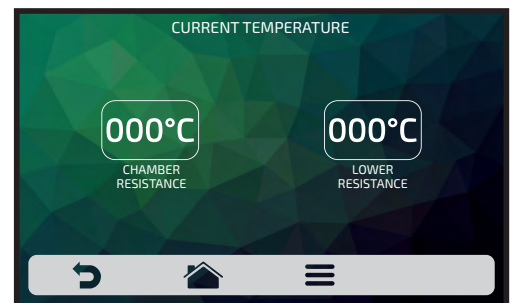 CURRENT TEMPERATURE
000°C
CHAMBER
RESISTANCE
000°C
LOWER
RESISTANCE